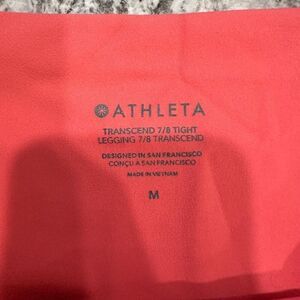 ATHLETA
TRANSCEND 7/8 TIGHT
LEGGING 7/8 TRANSCEND
DESIGNED IN SAN FRANCISCO
CONÇU A SAN FRANCISCO
MADE IN VIETNAM
M